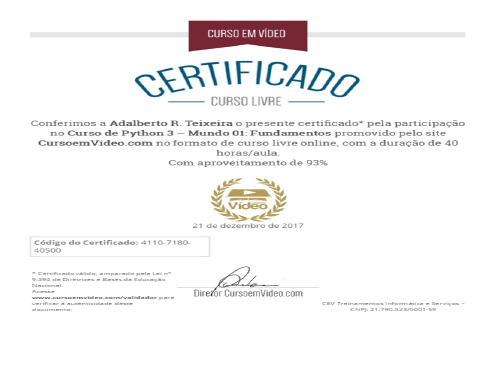 CURSO EM VÍDEO
CERTIFICADO
CURSO LIVRE
Conferimos a Adalberto R. Teixeira o presente certificado* pela participação
no Curso de Python 3 – Mundo 01: Fundamentos promovido pelo site
CursoemVideo.com no formato de curso livre online, com a duração de 40
horas/aula.
Com aproveitamento de 93%
Vídeo
21 de dezembro de 2017
Código do Certificado: 4110-7180-
40500
* Certificado válido, amparado pela Lei n°
9.394 de Diretrizes e Bases da Educação
Nacional.
Acesse
www.cursoemvideo.com/validador para
verificar a autenticidade desse
documento.
Diretor CursoemVideo.com
CEV Treinamentos Informática e Serviços –
CNPJ: 21.790.523/0001-59